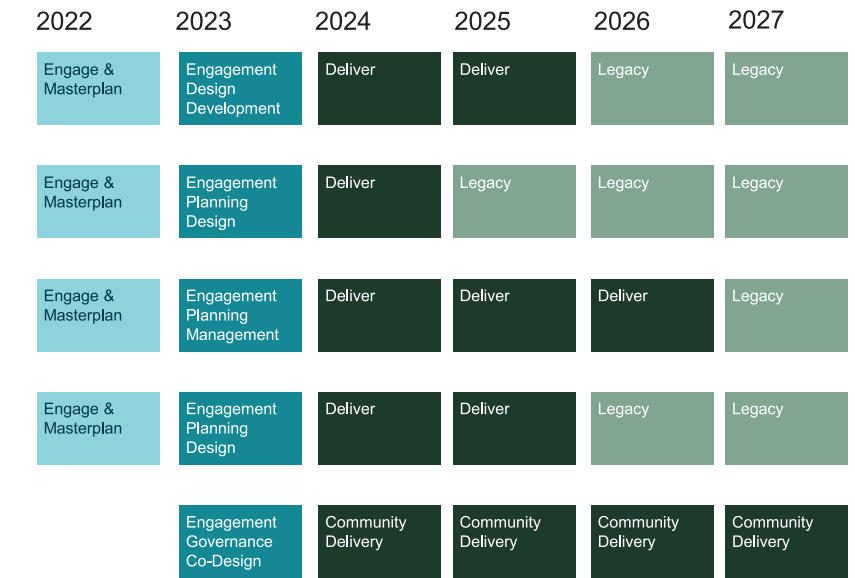 2022 2023 2024 2025 2026 2027
Engage &
Masterplan
Engagement
Design
Development
Deliver
Deliver
Legacy
Legacy
Engage &
Masterplan
Engagement
Planning
Design
Deliver
Legacy
Legacy
Legacy
Engage &
Masterplan
Engagement
Planning
Management
Deliver
Deliver
Deliver
Legacy
Engage &
Masterplan
Engagement
Planning
Design
Deliver
Deliver
Legacy
Legacy
Engagement
Governance
Co-Design
Community
Delivery
Community
Delivery
Community
Delivery
Community
Delivery